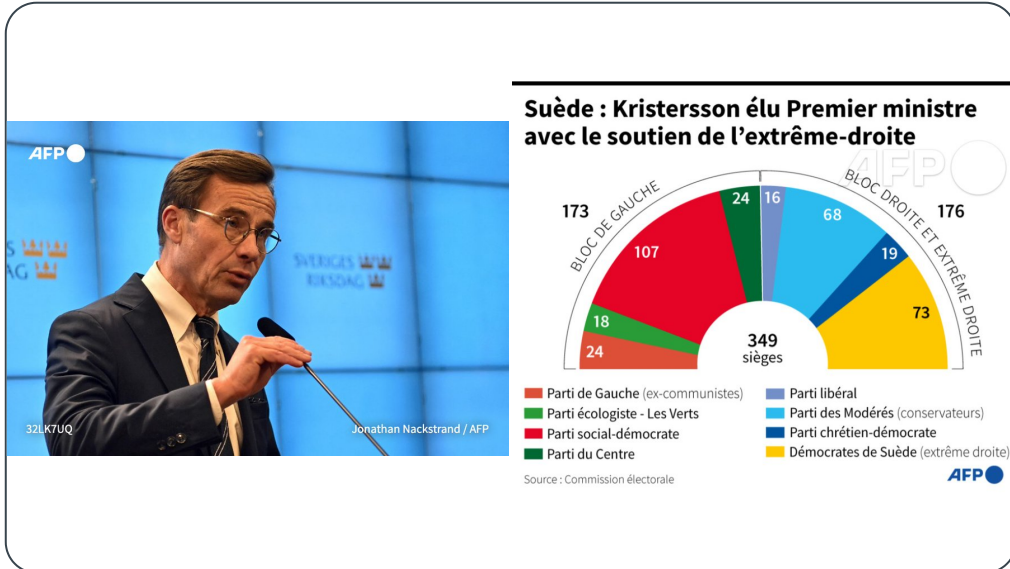 AFP
S
AG
SVERIGES
RIKSDAG
32LK7UQ
Jonathan Nackstrand / AFP
Suède : Kristersson élu Premier ministre
avec le soutien de l'extrême-droite
AFP
BLOC DE GAUCHE
BLOC DROITE ET EXTRÊME DROITE
173
176
24
16
68
107
19
18
73
24
349
sièges
Parti de Gauche (ex-communistes)
Parti écologiste - Les Verts
Parti social-démocrate
Parti du Centre
Parti libéral
Parti des Modérés (conservateurs)
Parti chrétien-démocrate
Démocrates de Suède (extrême droite)
Source : Commission électorale
AFP